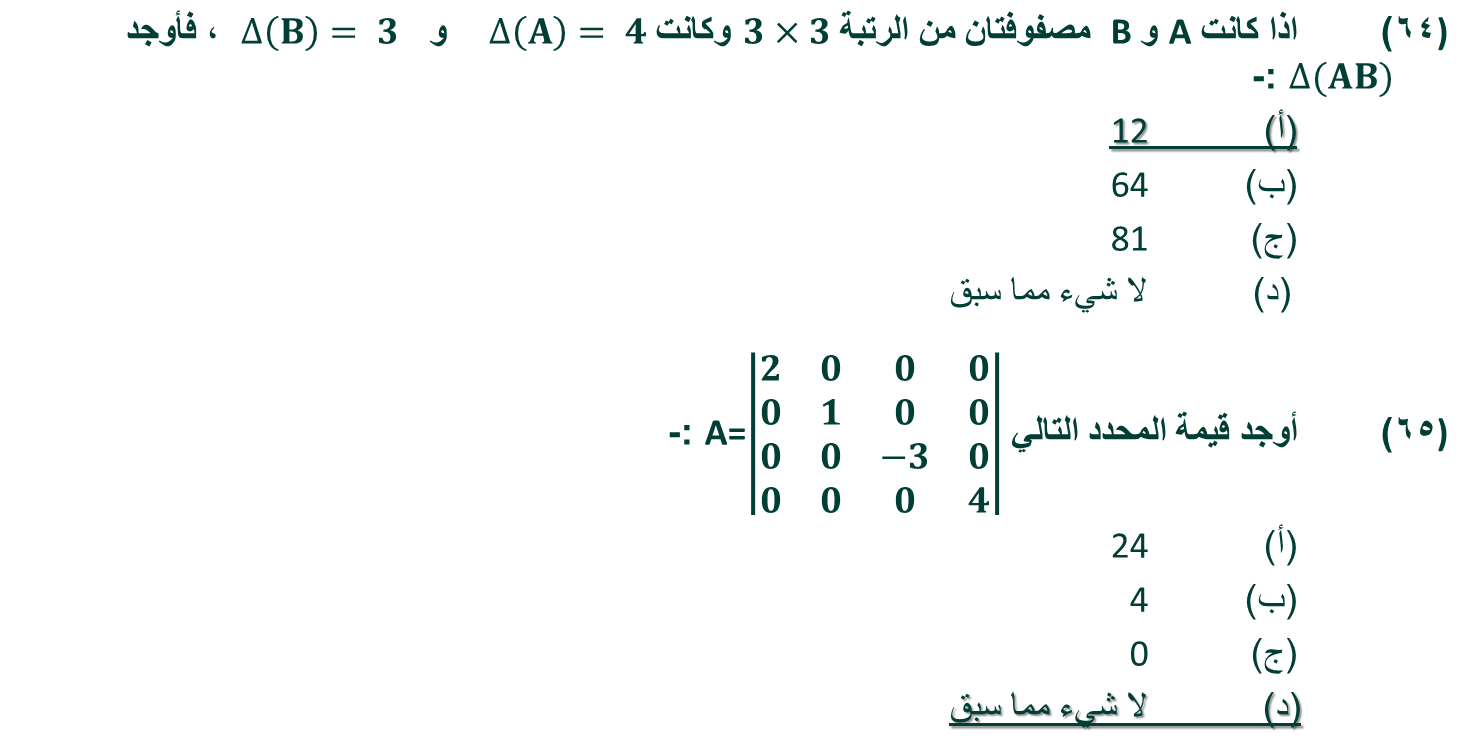 (٦٤) اذا كانت A و B مصفوفتان من الرتبة 3 × 3 وكانت Δ(A) = 4 و Δ(B) = 3 ، فأوجد
Δ(AB) :-
(أ) 12
(ب) 64
(ج) 81
(د) لا شيء مما سبق
(٦٥) أوجد قيمة المحدد التالي A= :-
2 0 0 0
0 1 0 0
0 0 −3 0
0 0 0 4
(أ) 24
(ب) 4
(ج) 0
(د) لا شيء مما سبق